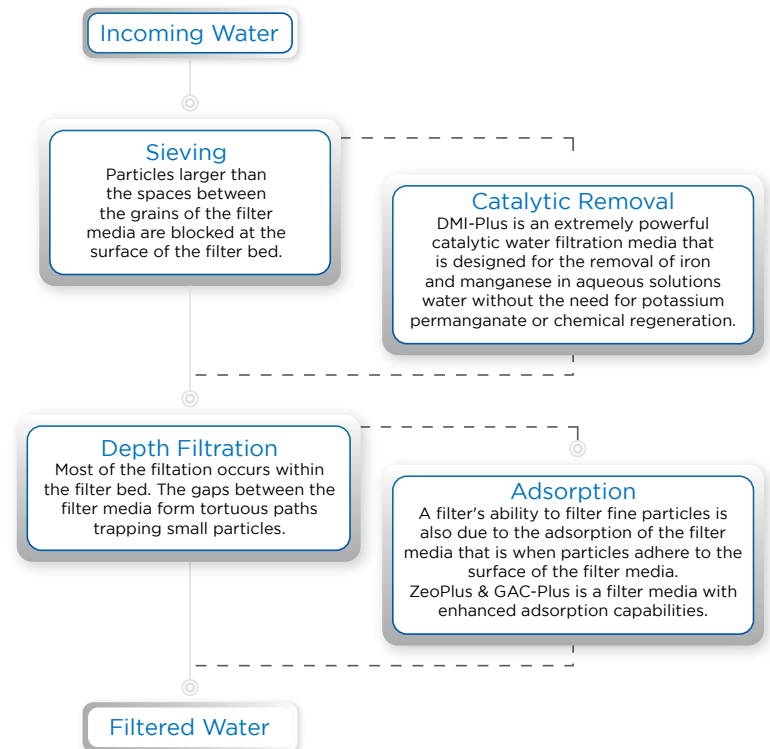 Incoming Water
Sieving
Particles larger than
the spaces between
the grains of the filter
media are blocked at the
surface of the filter bed.
Catalytic Removal
DMI-Plus is an extremely powerful
catalytic water filtration media that
is designed for the removal of iron
and manganese in aqueous solutions
water without the need for potassium
permanganate or chemical regeneration.
Depth Filtration
Most of the filtation occurs within
the filter bed. The gaps between the
filter media form tortuous paths
trapping small particles.
Adsorption
A filter's ability to filter fine particles is
also due to the adsorption of the filter
media that is when particles adhere to the
surface of the filter media.
ZeoPlus & GAC-Plus is a filter media with
enhanced adsorption capabilities.
Filtered Water